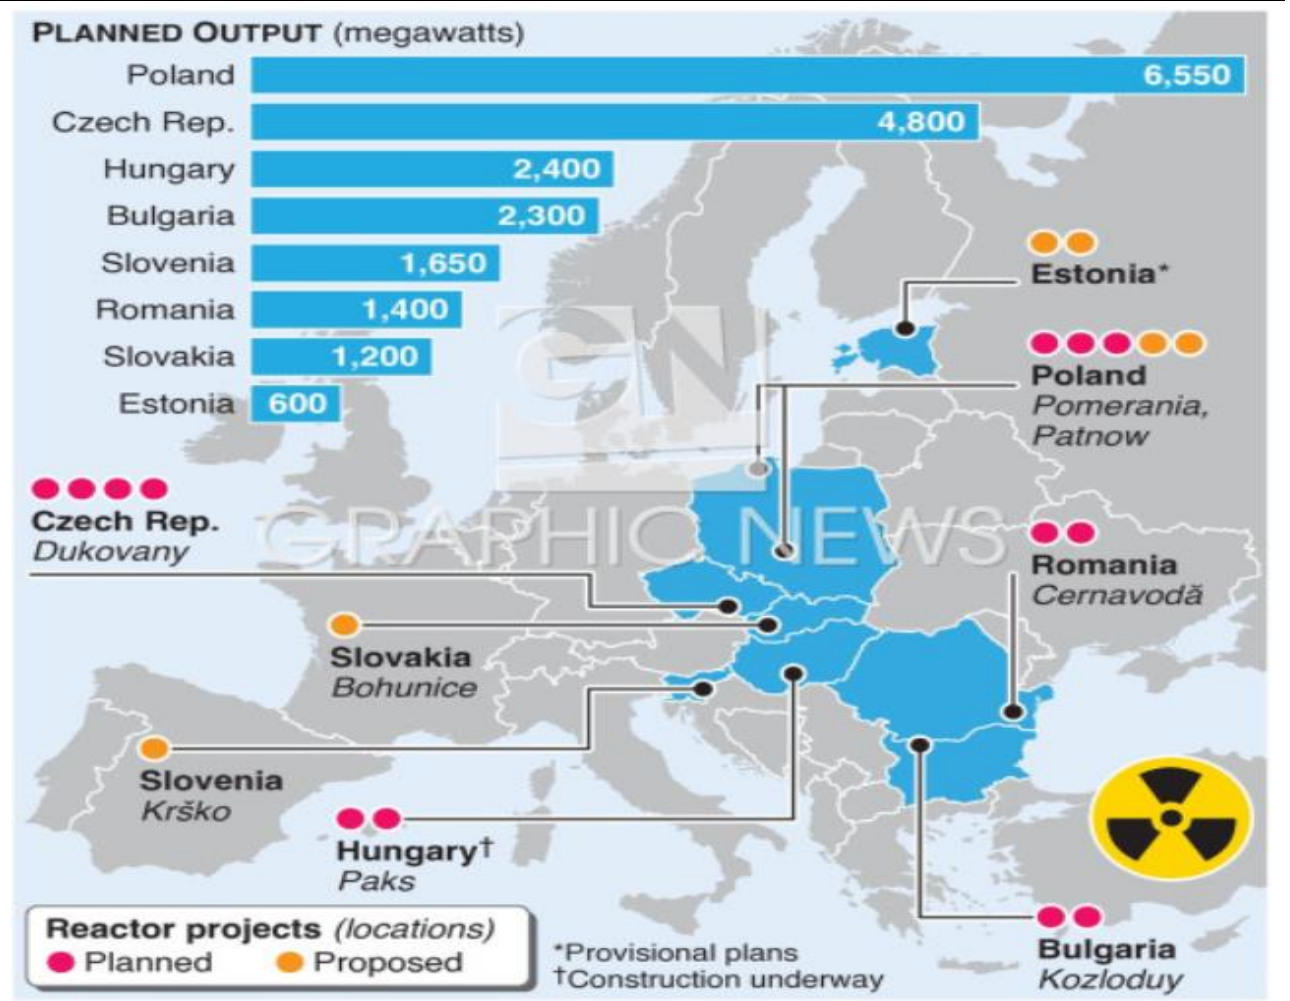 PLANNED OUTPUT (megawatts)
Poland 6,550
Czech Rep. 4,800
Hungary 2,400
Bulgaria 2,300
Slovenia 1,650
Romania 1,400
Slovakia 1,200
Estonia 600
Estonia*
Poland
Pomerania,
Patnow
GN
GRAPHIC NEWS
Czech Rep.
Dukovany
Romania
Cernavodă
Slovakia
Bohunice
Slovenia
Krško
Hungary†
Paks
Bulgaria
Kozloduy
Reactor projects (locations)
Planned Proposed
*Provisional plans
†Construction underway